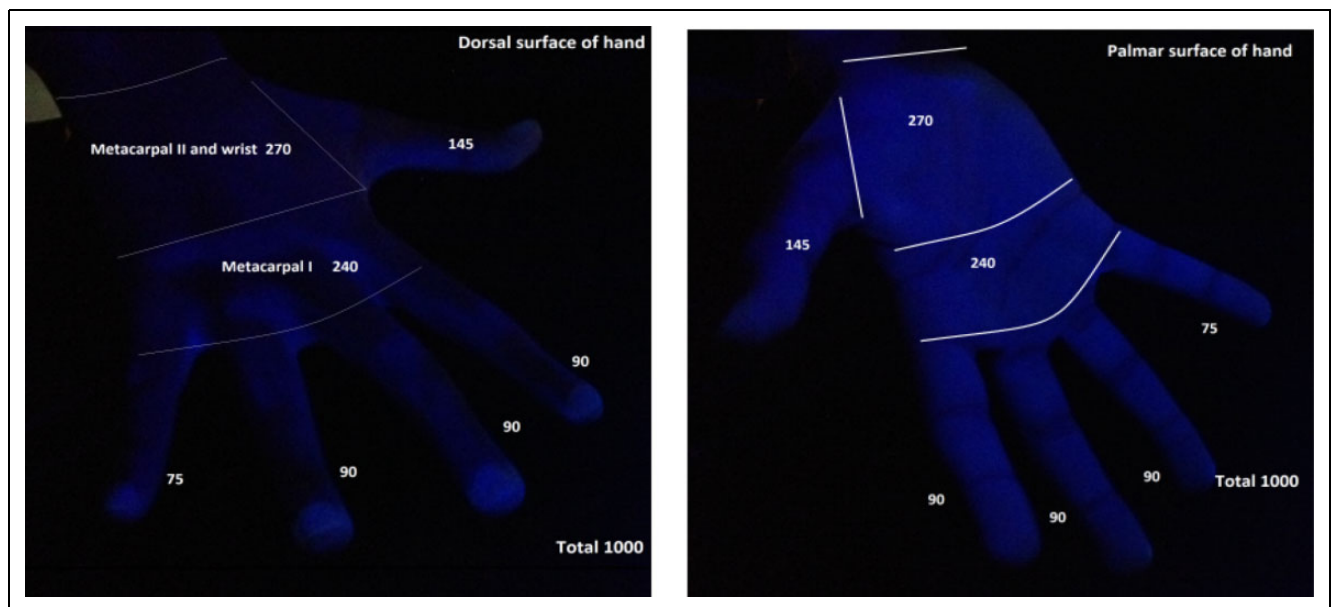 Dorsal surface of hand
145
Metacarpal II and wrist 270
Metacarpal I 240
90
90
90
75
Total 1000
Palmar surface of hand
270
145
240
75
90
Total 1000
90
90